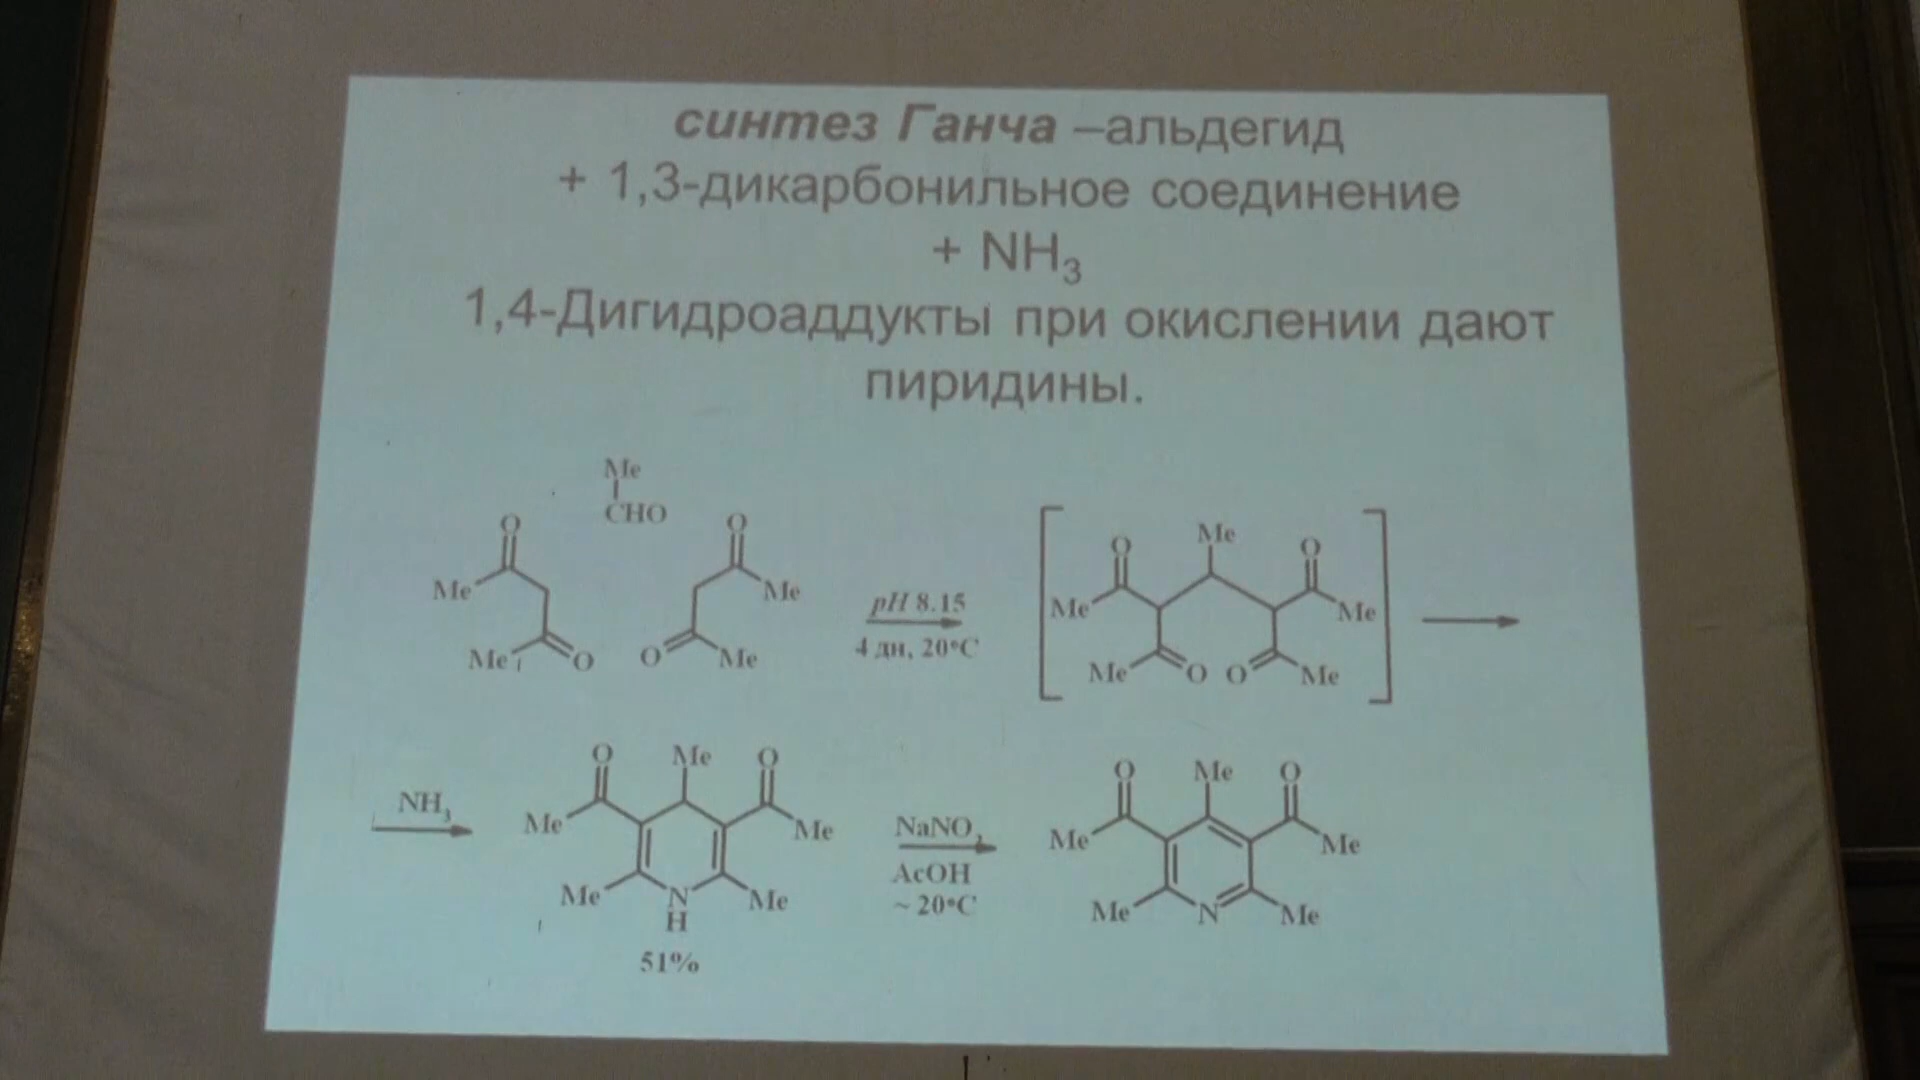 синтез Ганча –альдегид
+ 1,3-дикарбонильное соединение
+ NH₃
1,4-Дигидроаддукты при окислении дают
пиридины.
Me
CHO
O
O
Me
Me
Me
O
O
Me
pH 8.15
4 дн, 20°C
O
Me
O
Me
Me
Me
O
O
Me
NH₃
O
Me
O
Me
Me
Me
N
H
Me
51%
NaNO₂
AcOH
~ 20°C
O
Me
O
Me
Me
Me
N
Me